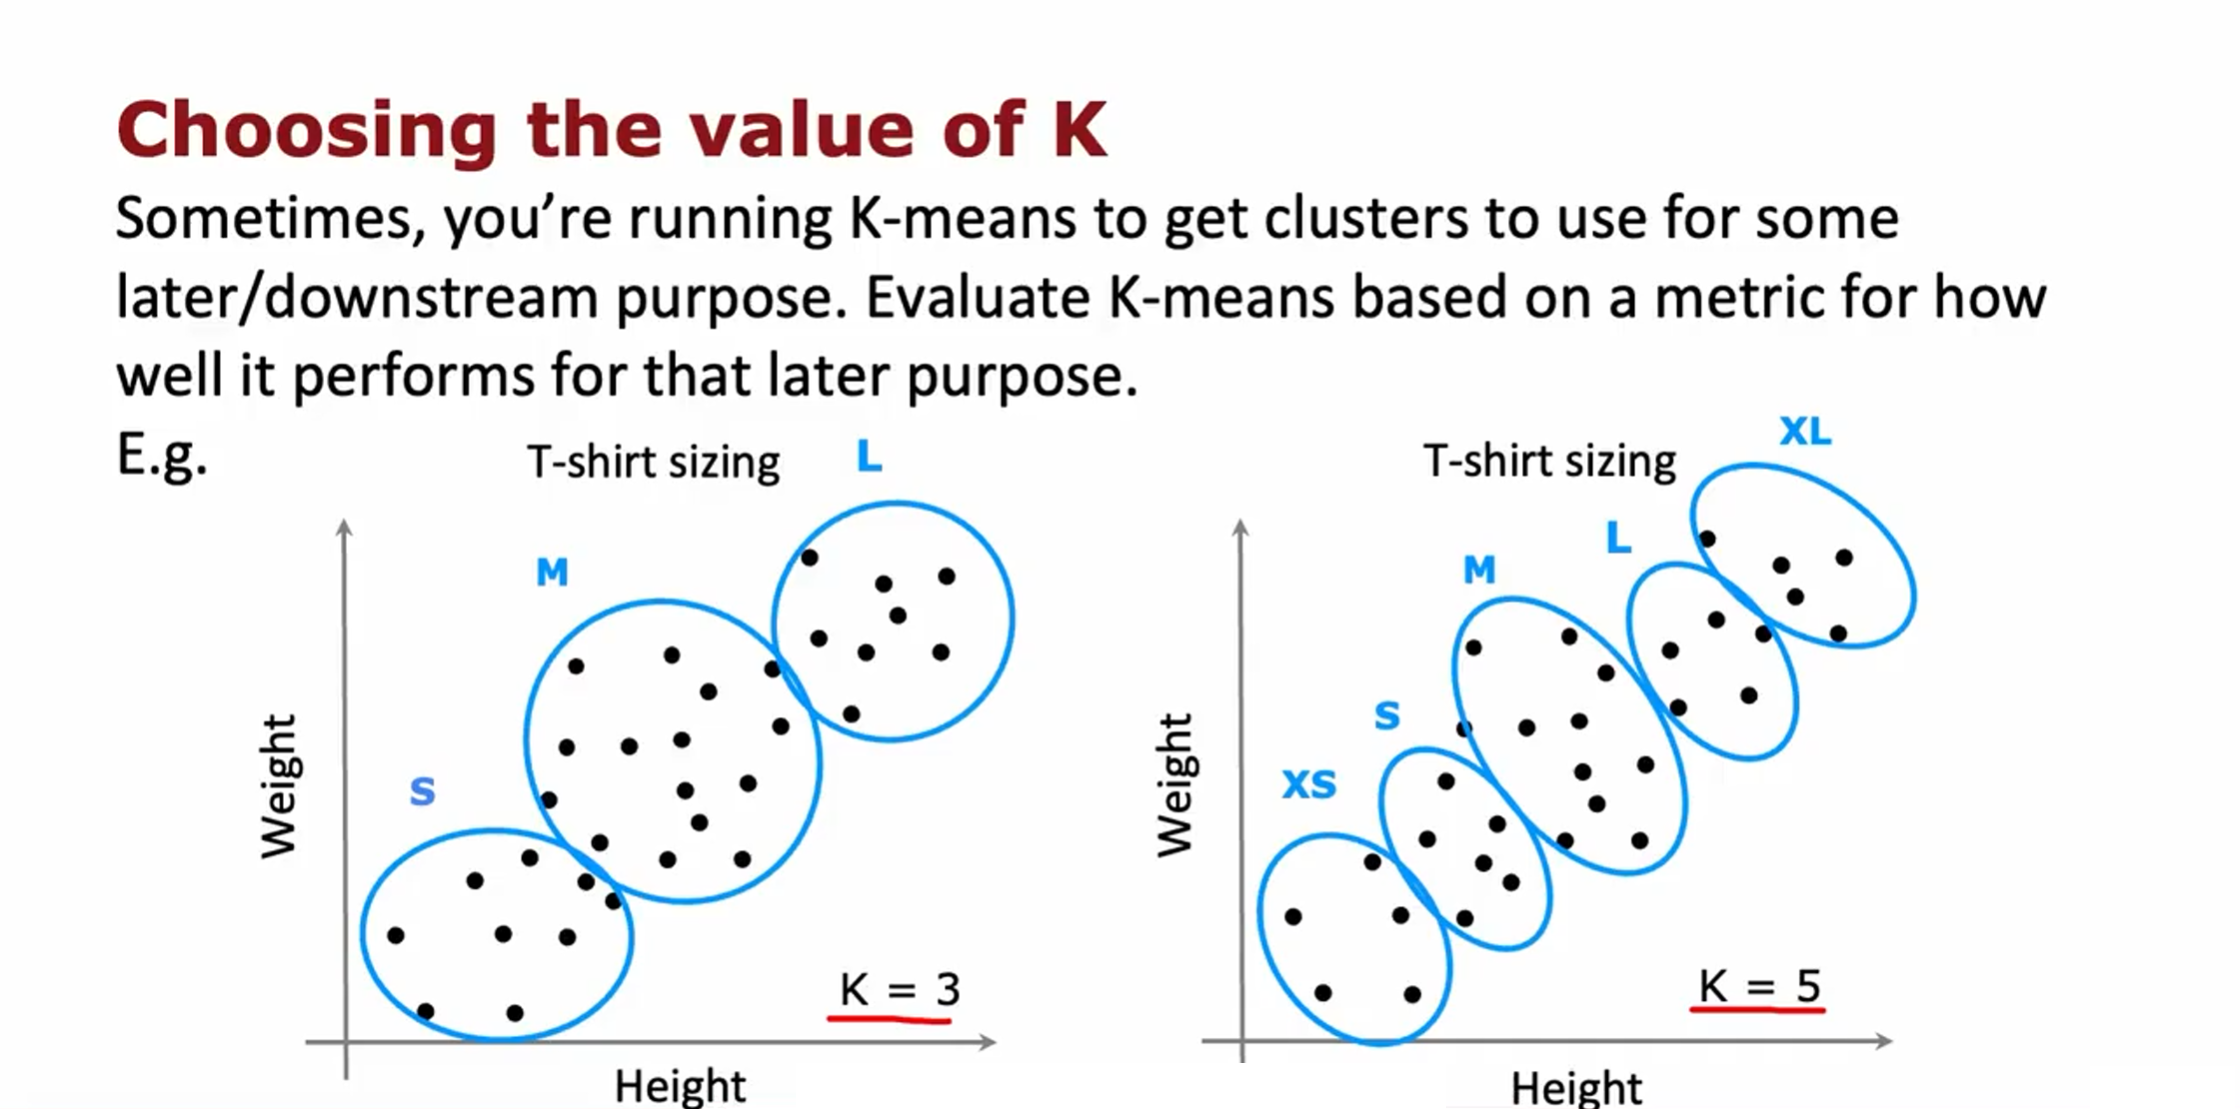 Choosing the value of K
Sometimes, you’re running K-means to get clusters to use for some
later/downstream purpose. Evaluate K-means based on a metric for how
well it performs for that later purpose.
E.g.
T-shirt sizing
L
M
S
Weight
K = 3
Height
T-shirt sizing
XL
L
M
S
XS
Weight
K = 5
Height